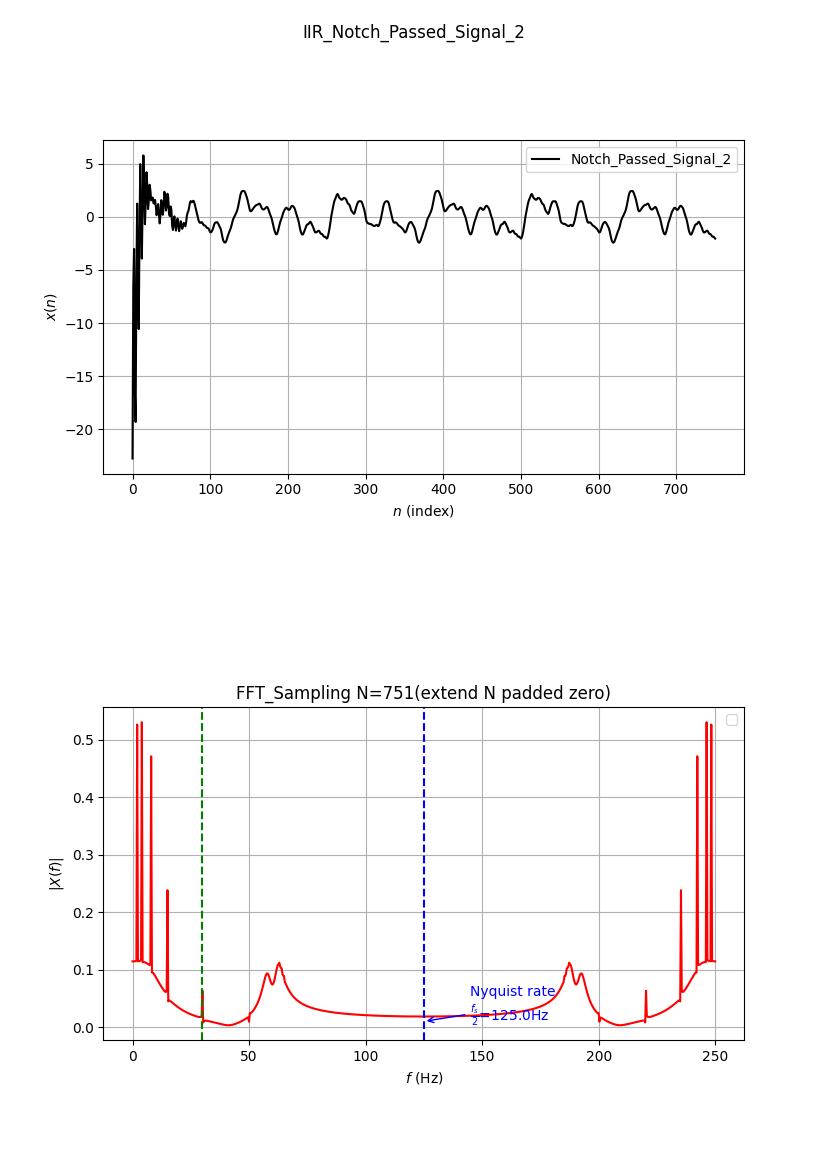 IIR_Notch_Passed_Signal_2
Notch_Passed_Signal_2
5
0
−5
−10
−15
−20
x(n)
0 100 200 300 400 500 600 700
n (index)
FFT_Sampling N=751(extend N padded zero)
0.5
0.4
0.3
0.2
0.1
0.0
|X(f)|
Nyquist rate
f_s/2=125.0Hz
0 50 100 150 200 250
f (Hz)